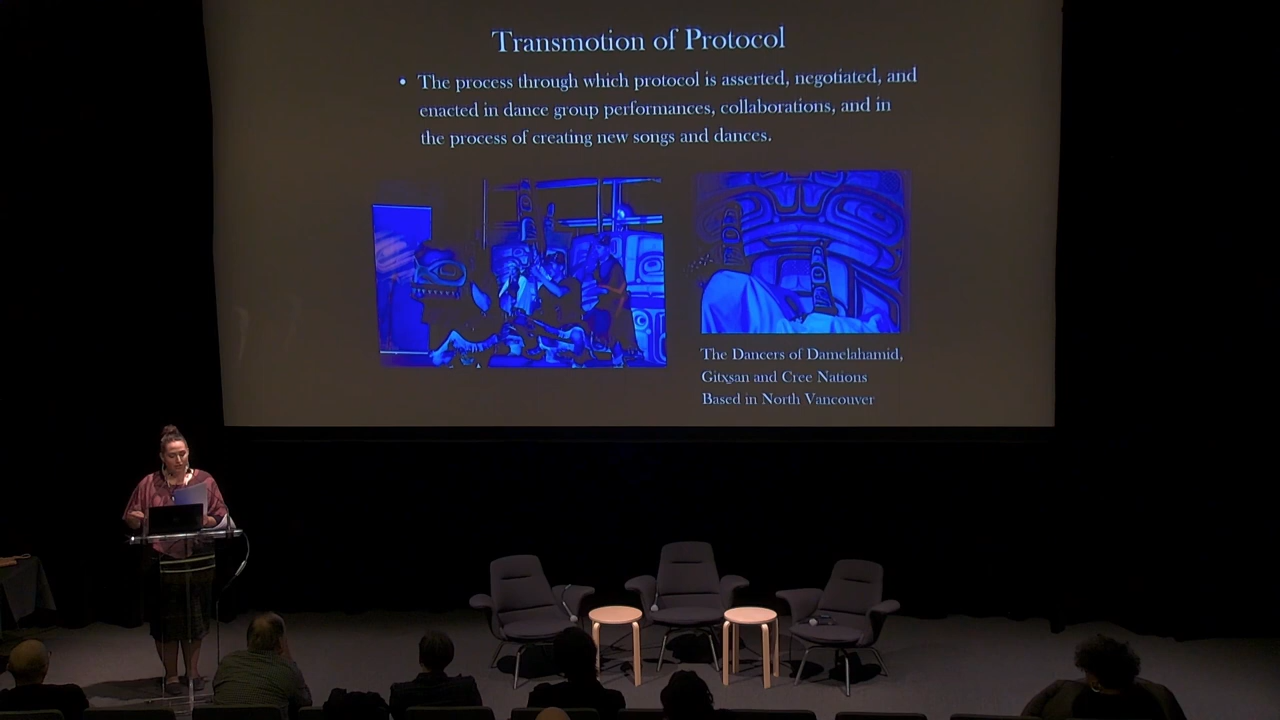 Transmotion of Protocol
• The process through which protocol is asserted, negotiated, and
enacted in dance group performances, collaborations, and in
the process of creating new songs and dances.
The Dancers of Damelahamid,
Gitxsan and Cree Nations
Based in North Vancouver